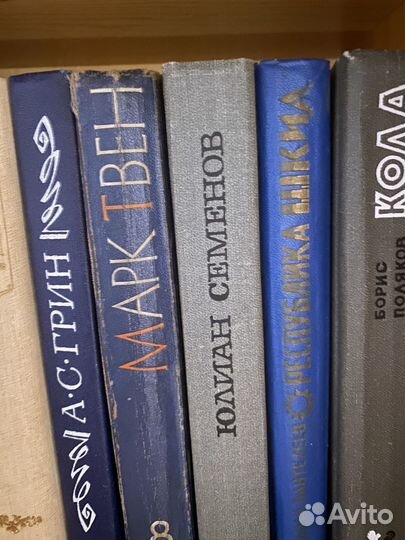 А·С·ГРИН
МАРК ТВЕН
ЮЛИАН СЕМЕНОВ
РЕСПУБЛИКА ШКИД
БОРИС
ПОЛЯКОВ
КОЛА
Avito